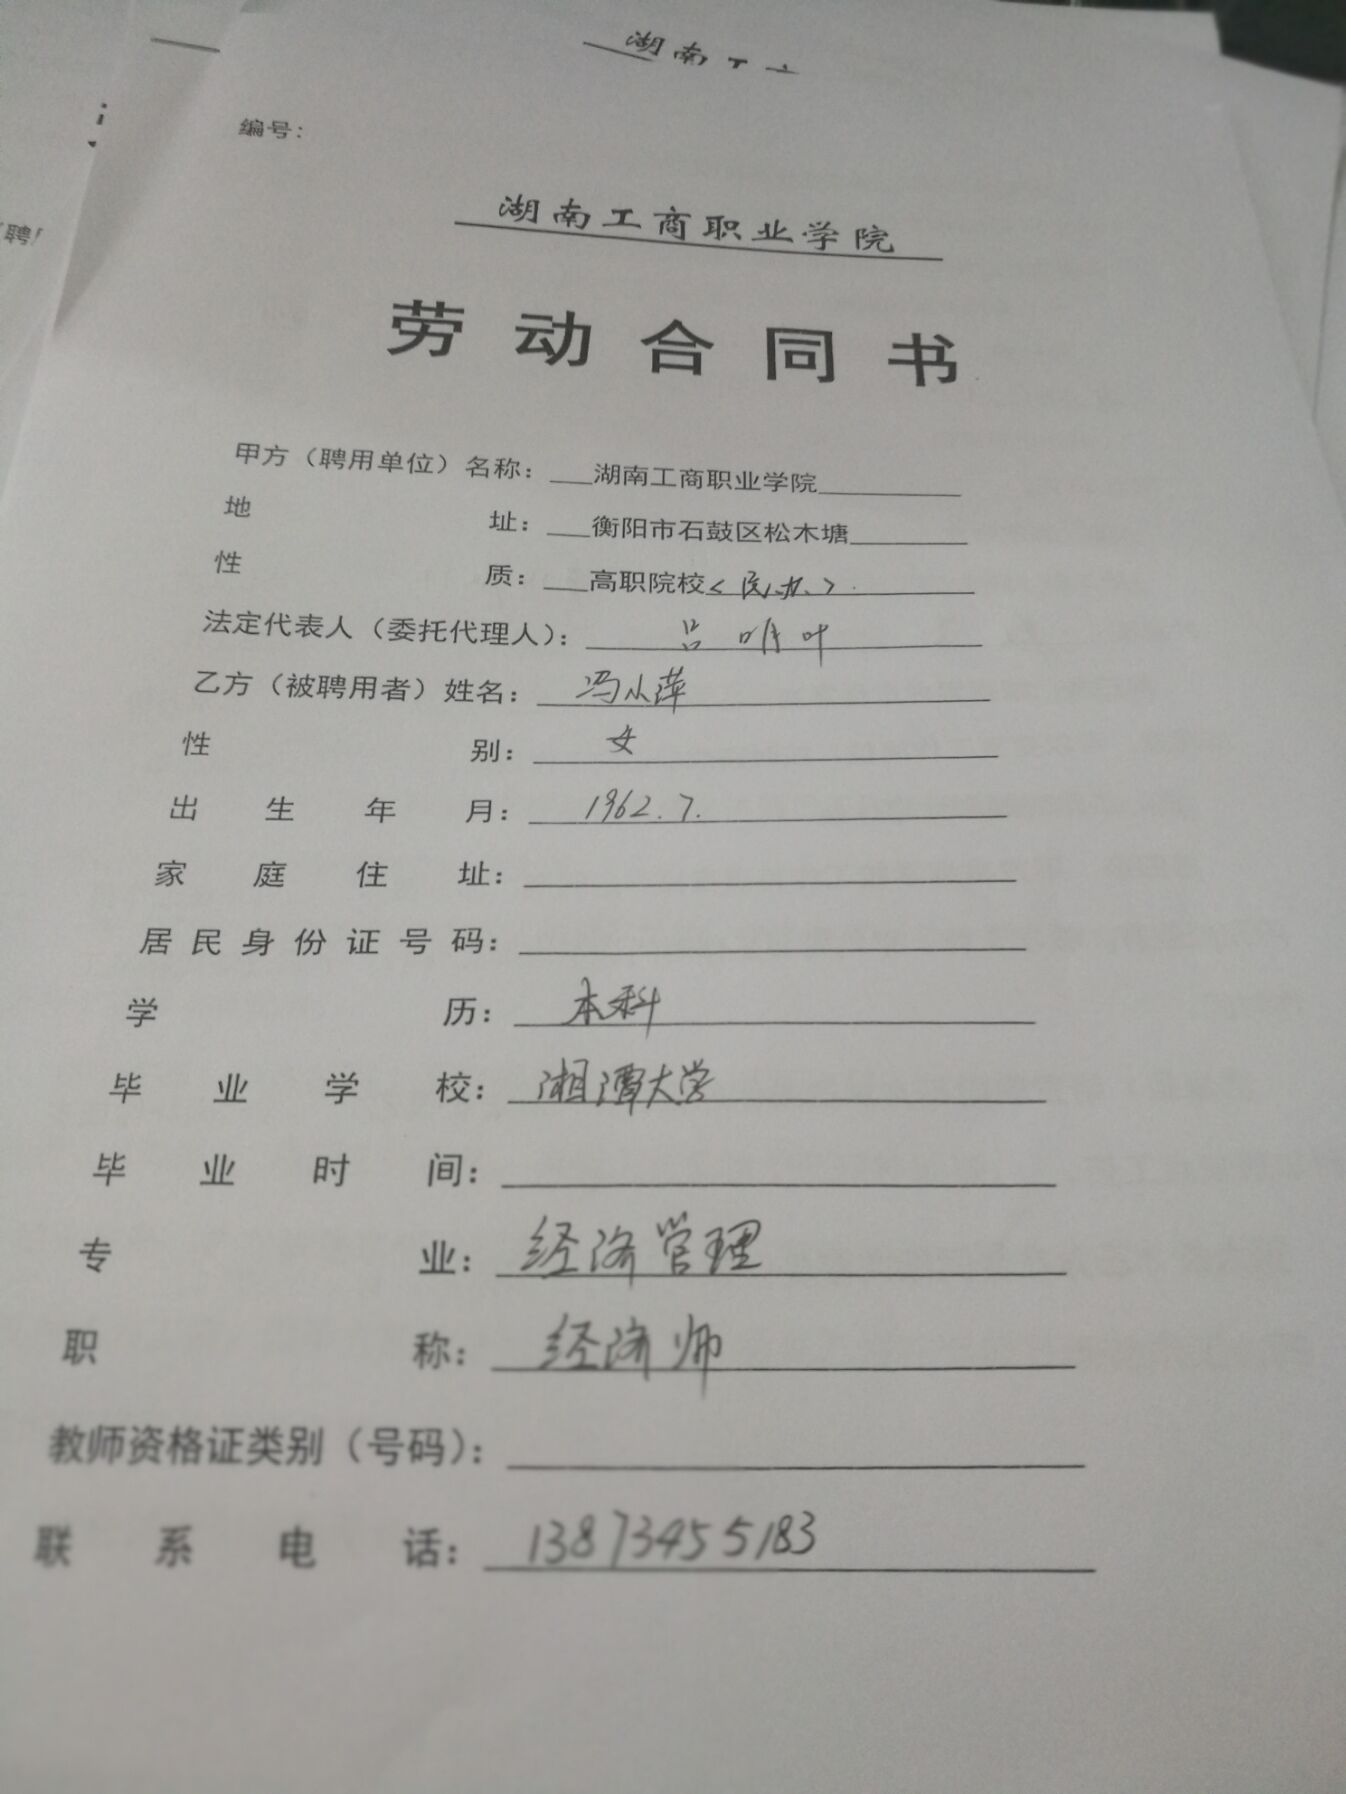 湖南工
编号：
湖南工商职业学院
劳动合同书
甲方（聘用单位）名称：湖南工商职业学院
地址：衡阳市石鼓区松木塘
性质：高职院校<民办>
法定代表人（委托代理人）：吕明叶
乙方（被聘用者）姓名：冯小萍
性别：女
出生年月：1962.7.
家庭住址：
居民身份证号码：
学历：本科
毕业学校：湘潭大学
毕业时间：
专业：经济管理
职称：经济师
教师资格证类别（号码）：
联系电话：13873455183
聘